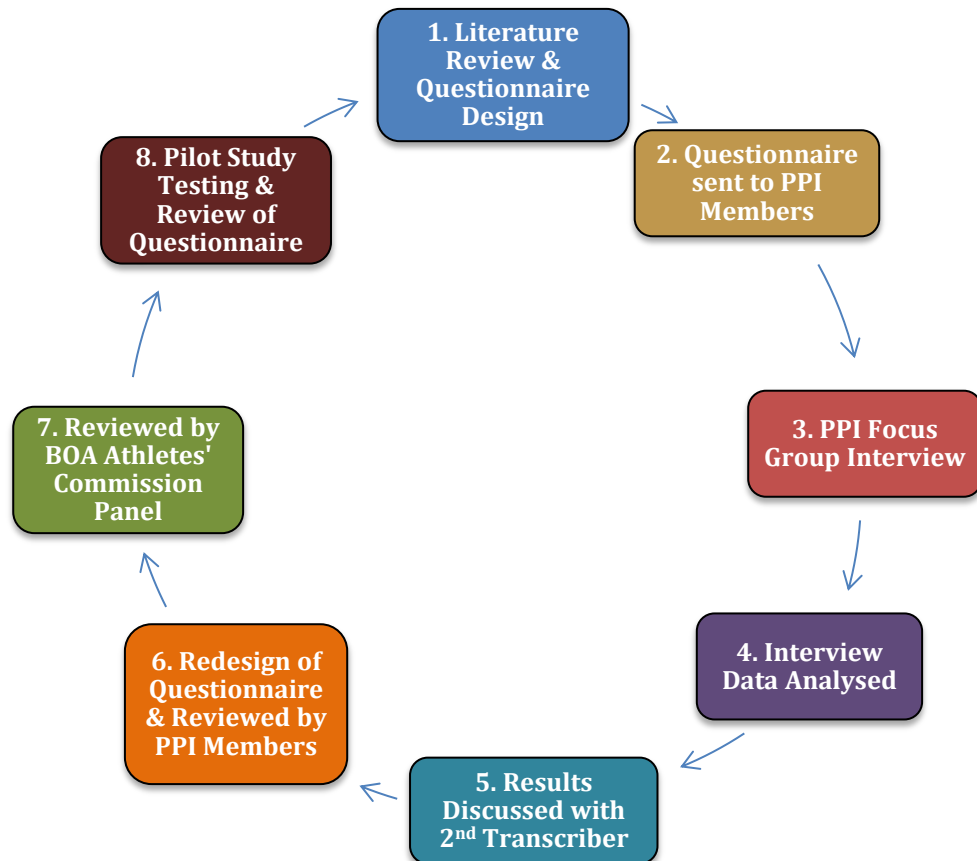 1. Literature
Review &
Questionnaire
Design
2. Questionnaire
sent to PPI
Members
3. PPI Focus
Group Interview
4. Interview
Data Analysed
5. Results
Discussed with
2nd Transcriber
6. Redesign of
Questionnaire
& Reviewed by
PPI Members
7. Reviewed by
BOA Athletes'
Commission
Panel
8. Pilot Study
Testing &
Review of
Questionnaire